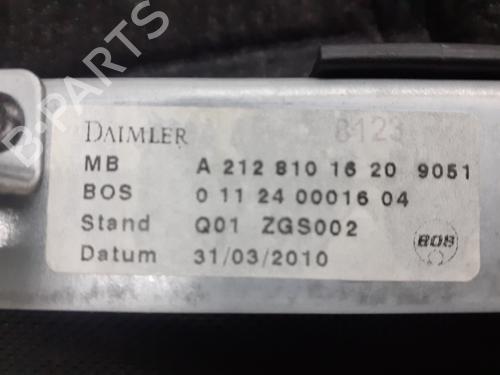 B-PARTS
8123
DAIMLER
MB A 212 810 16 20 9051
BOS 0 11 24 00016 04
Stand Q01 ZGS002
Datum 31/03/2010
BOS